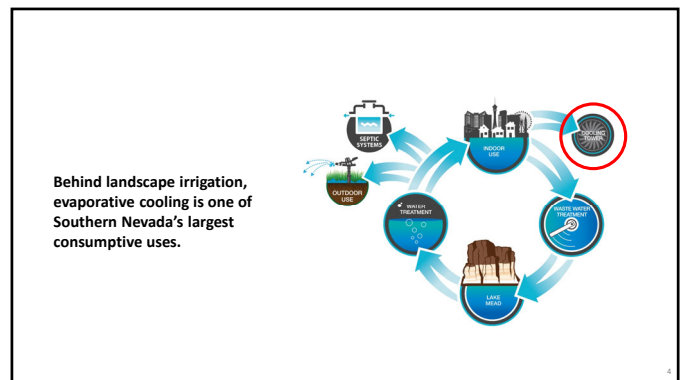 Behind landscape irrigation,
evaporative cooling is one of
Southern Nevada’s largest
consumptive uses.
SEPTIC
SYSTEMS
OUTDOOR
USE
WATER
TREATMENT
INDOOR
USE
COOLING
TOWER
WASTE WATER
TREATMENT
LAKE
MEAD
4